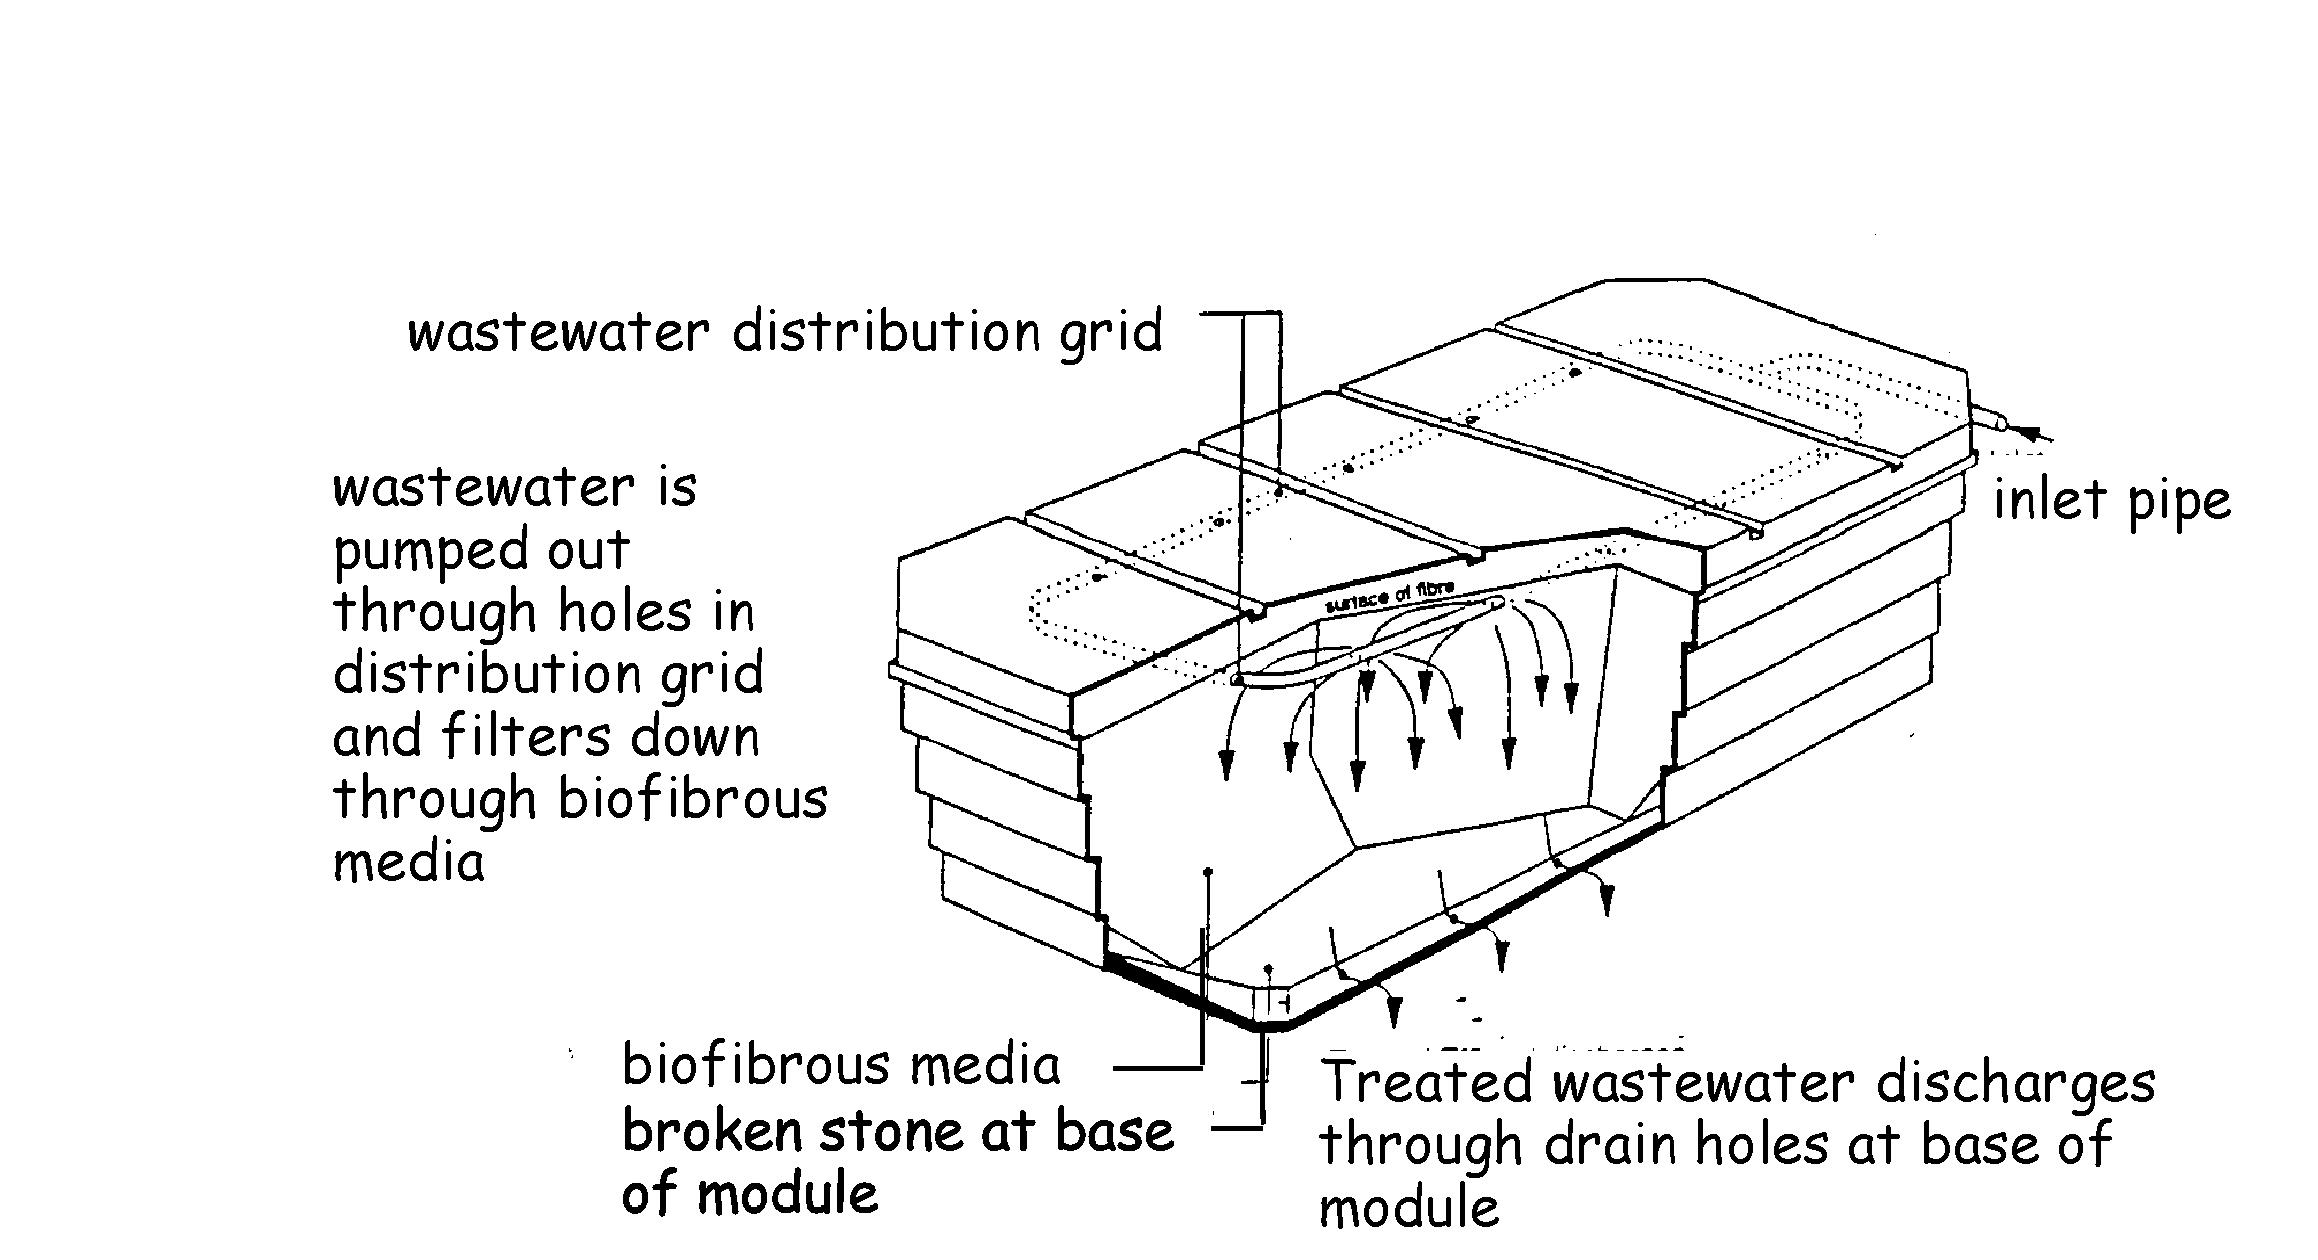 wastewater distribution grid
wastewater is
pumped out
through holes in
distribution grid
and filters down
through biofibrous
media
inlet pipe
surface of fibre
biofibrous media
broken stone at base
of module
Treated wastewater discharges
through drain holes at base of
module